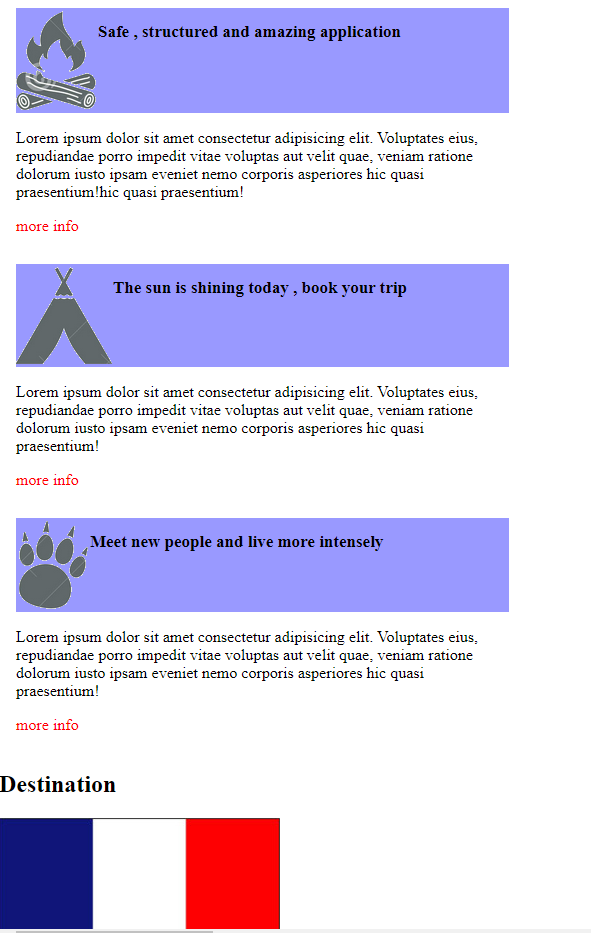 Safe , structured and amazing application
Lorem ipsum dolor sit amet consectetur adipisicing elit. Voluptates eius,
repudiandae porro impedit vitae voluptas aut velit quae, veniam ratione
dolorum iusto ipsam eveniet nemo corporis asperiores hic quasi
praesentium!hic quasi praesentium!
more info
The sun is shining today , book your trip
Lorem ipsum dolor sit amet consectetur adipisicing elit. Voluptates eius,
repudiandae porro impedit vitae voluptas aut velit quae, veniam ratione
dolorum iusto ipsam eveniet nemo corporis asperiores hic quasi
praesentium!
more info
Meet new people and live more intensely
Lorem ipsum dolor sit amet consectetur adipisicing elit. Voluptates eius,
repudiandae porro impedit vitae voluptas aut velit quae, veniam ratione
dolorum iusto ipsam eveniet nemo corporis asperiores hic quasi
praesentium!
more info
Destination